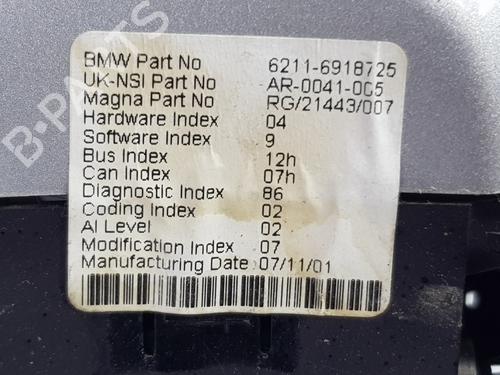 BMW Part No 6211-6918725
UK-NSI Part No AR-0041-005
Magna Part No RG/21443/007
Hardware Index 04
Software Index 9
Bus Index 12h
Can Index 07h
Diagnostic Index 86
Coding Index 02
AI Level 02
Modification Index 07
Manufacturing Date 07/11/01
B-PARTS